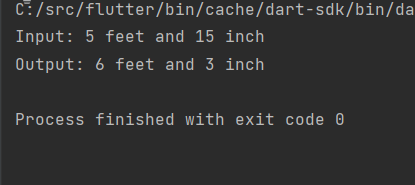 C:/src/flutter/bin/cache/dart-sdk/bin/da
Input: 5 feet and 15 inch
Output: 6 feet and 3 inch
Process finished with exit code 0